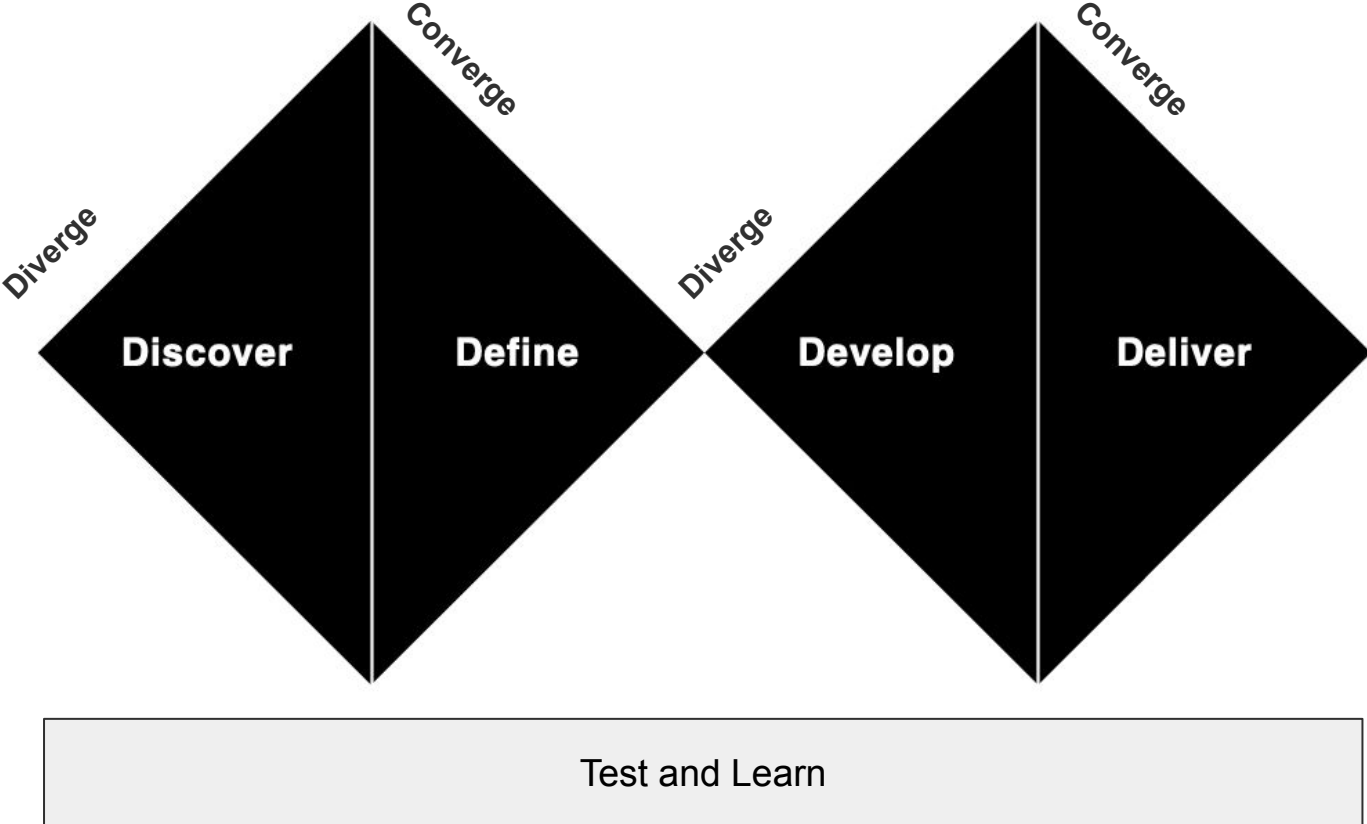 Converge
Converge
Diverge
Diverge
Discover
Define
Develop
Deliver
Test and Learn